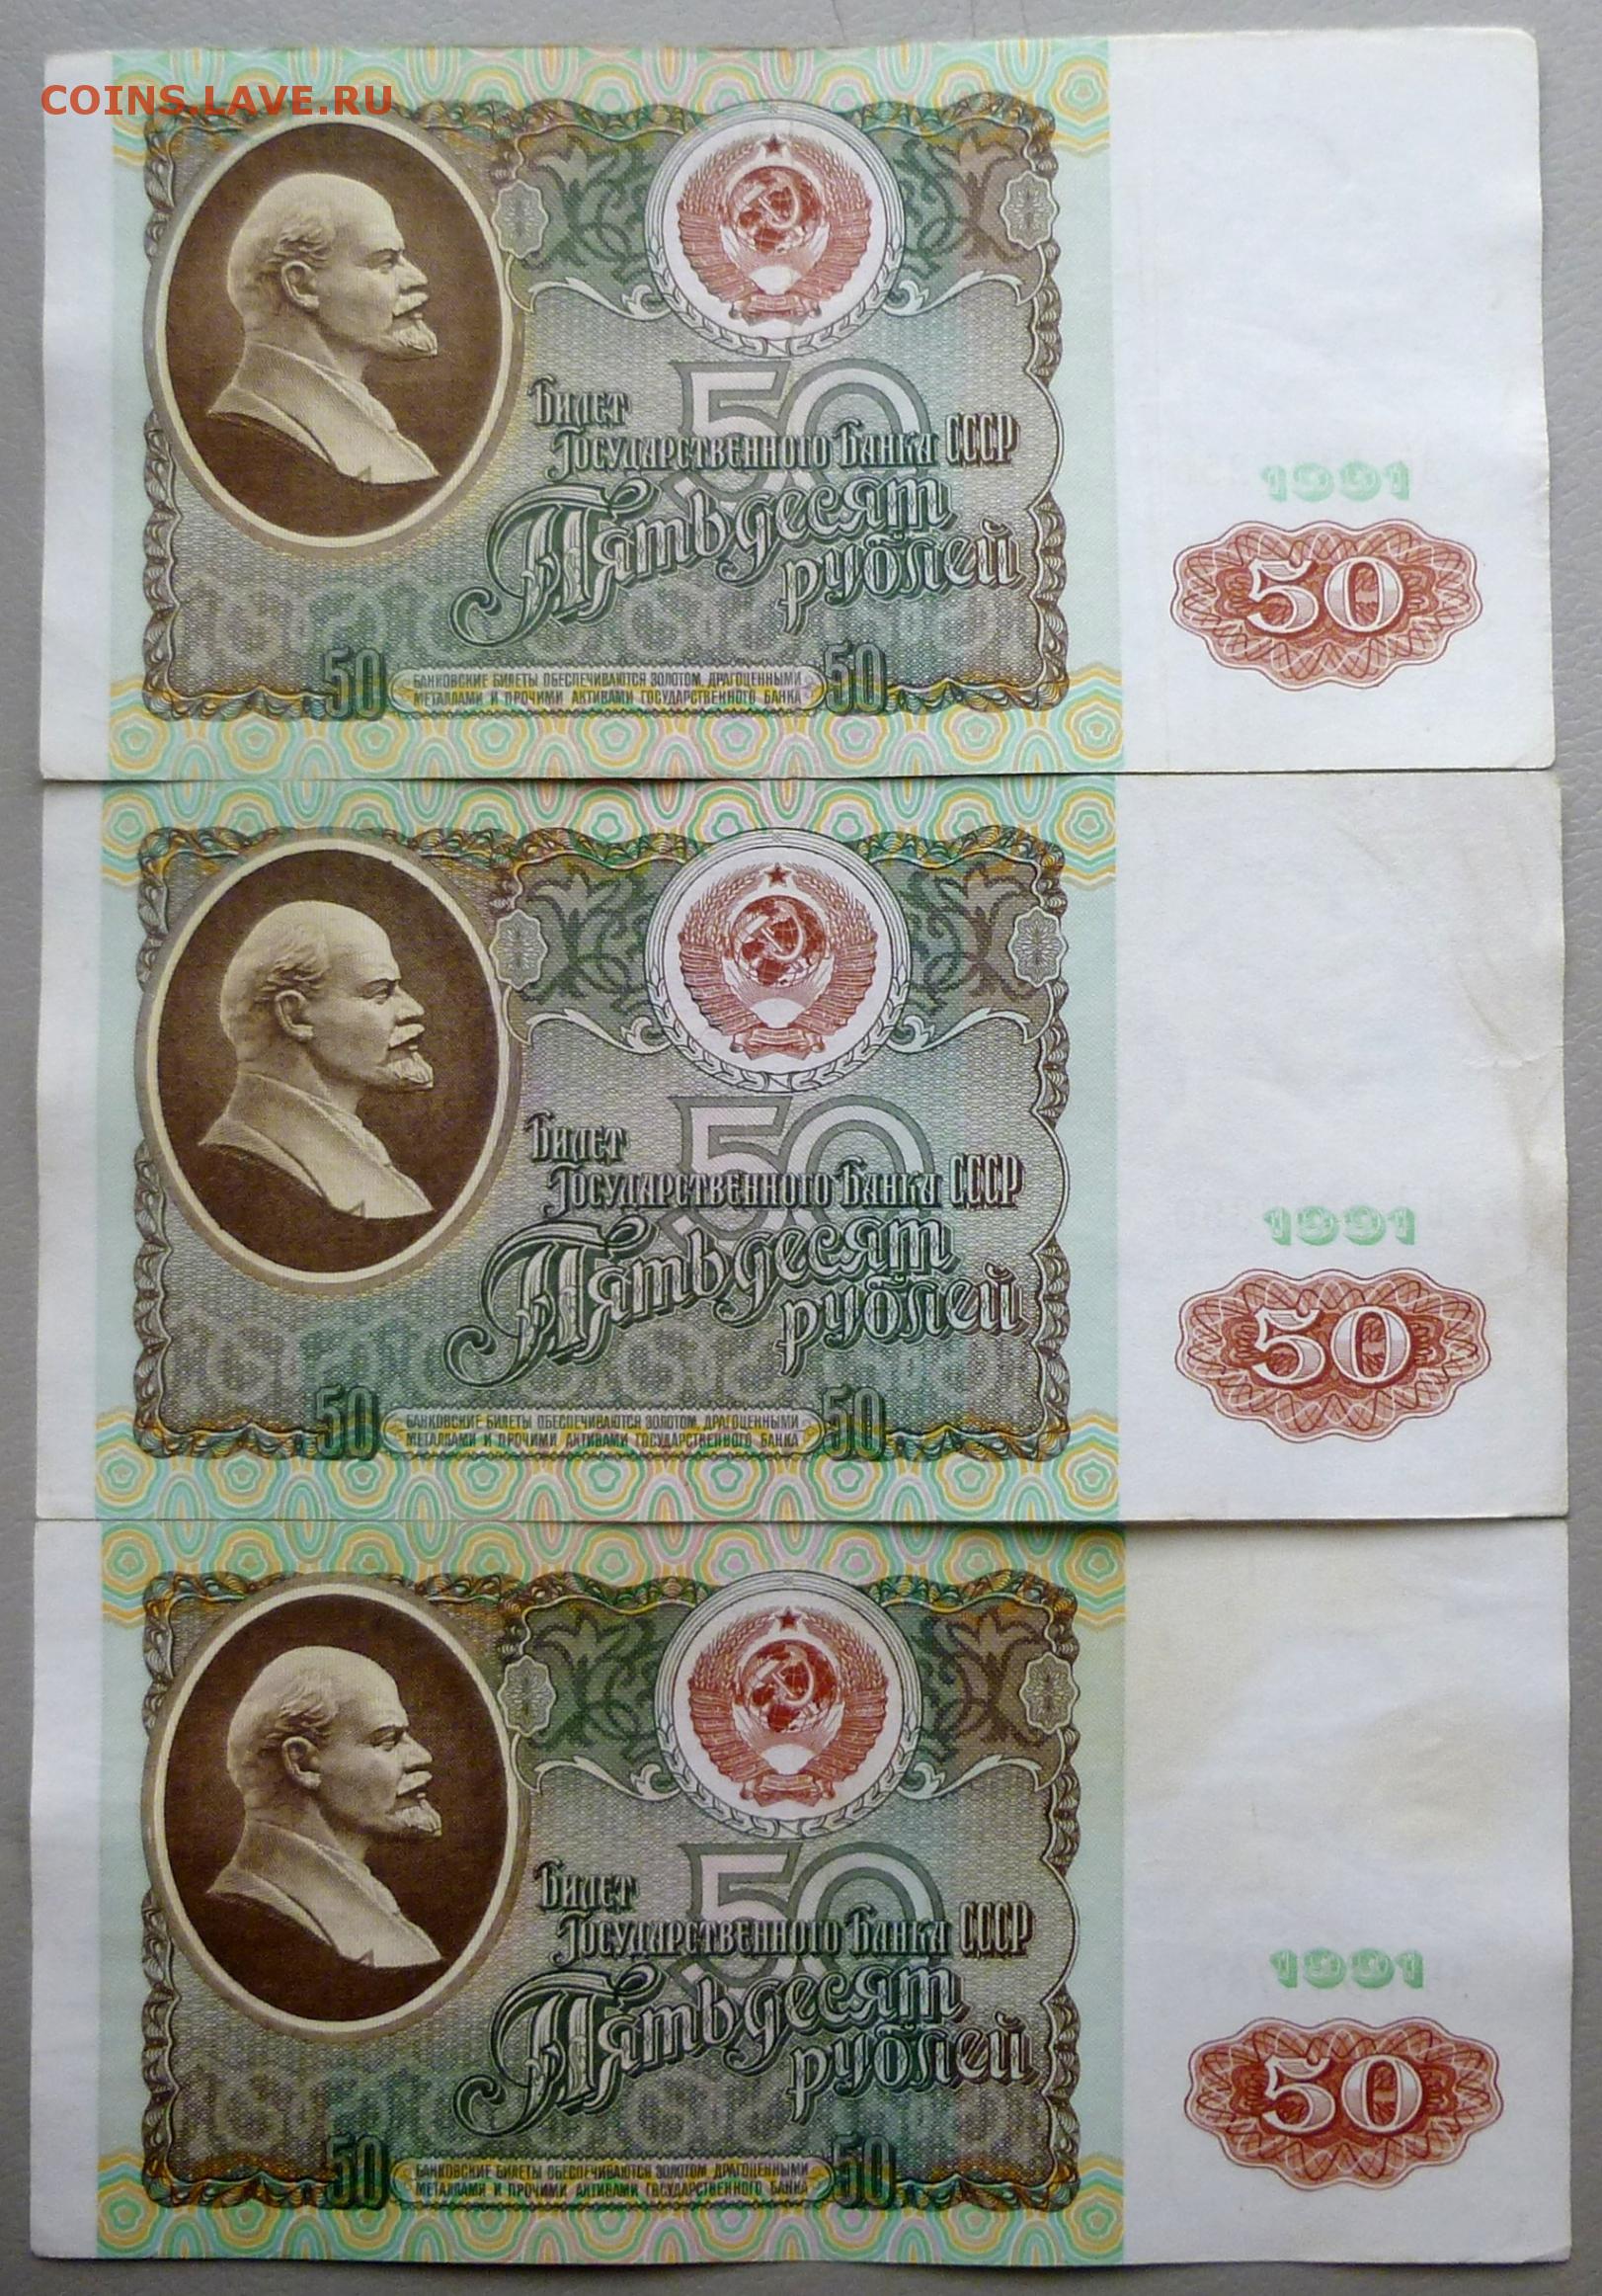 COINS.LAVE.RU
Билет
Государственного Банка СССР
50
Пятьдесят
рублей
1991
50
50 БАНКОВСКИЕ БИЛЕТЫ ОБЕСПЕЧИВАЮТСЯ ЗОЛОТОМ, ДРАГОЦЕННЫМИ 50
МЕТАЛЛАМИ И ПРОЧИМИ АКТИВАМИ ГОСУДАРСТВЕННОГО БАНКА
Билет
Государственного Банка СССР
50
Пятьдесят
рублей
1991
50
50 БАНКОВСКИЕ БИЛЕТЫ ОБЕСПЕЧИВАЮТСЯ ЗОЛОТОМ, ДРАГОЦЕННЫМИ 50
МЕТАЛЛАМИ И ПРОЧИМИ АКТИВАМИ ГОСУДАРСТВЕННОГО БАНКА
Билет
Государственного Банка СССР
50
Пятьдесят
рублей
1991
50
50 БАНКОВСКИЕ БИЛЕТЫ ОБЕСПЕЧИВАЮТСЯ ЗОЛОТОМ, ДРАГОЦЕННЫМИ 50
МЕТАЛЛАМИ И ПРОЧИМИ АКТИВАМИ ГОСУДАРСТВЕННОГО БАНКА